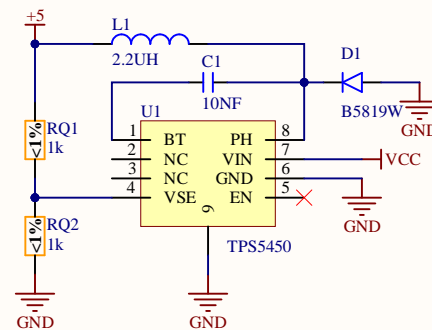 +5
L1
2.2UH
C1
10NF
D1
B5819W
GND
U1
1 BT PH 8
2 NC VIN 7
3 NC GND 6
4 VSE EN 5
9
TPS5450
VCC
GND
RQ1
<1%
1k
RQ2
<1%
1k
GND
GND